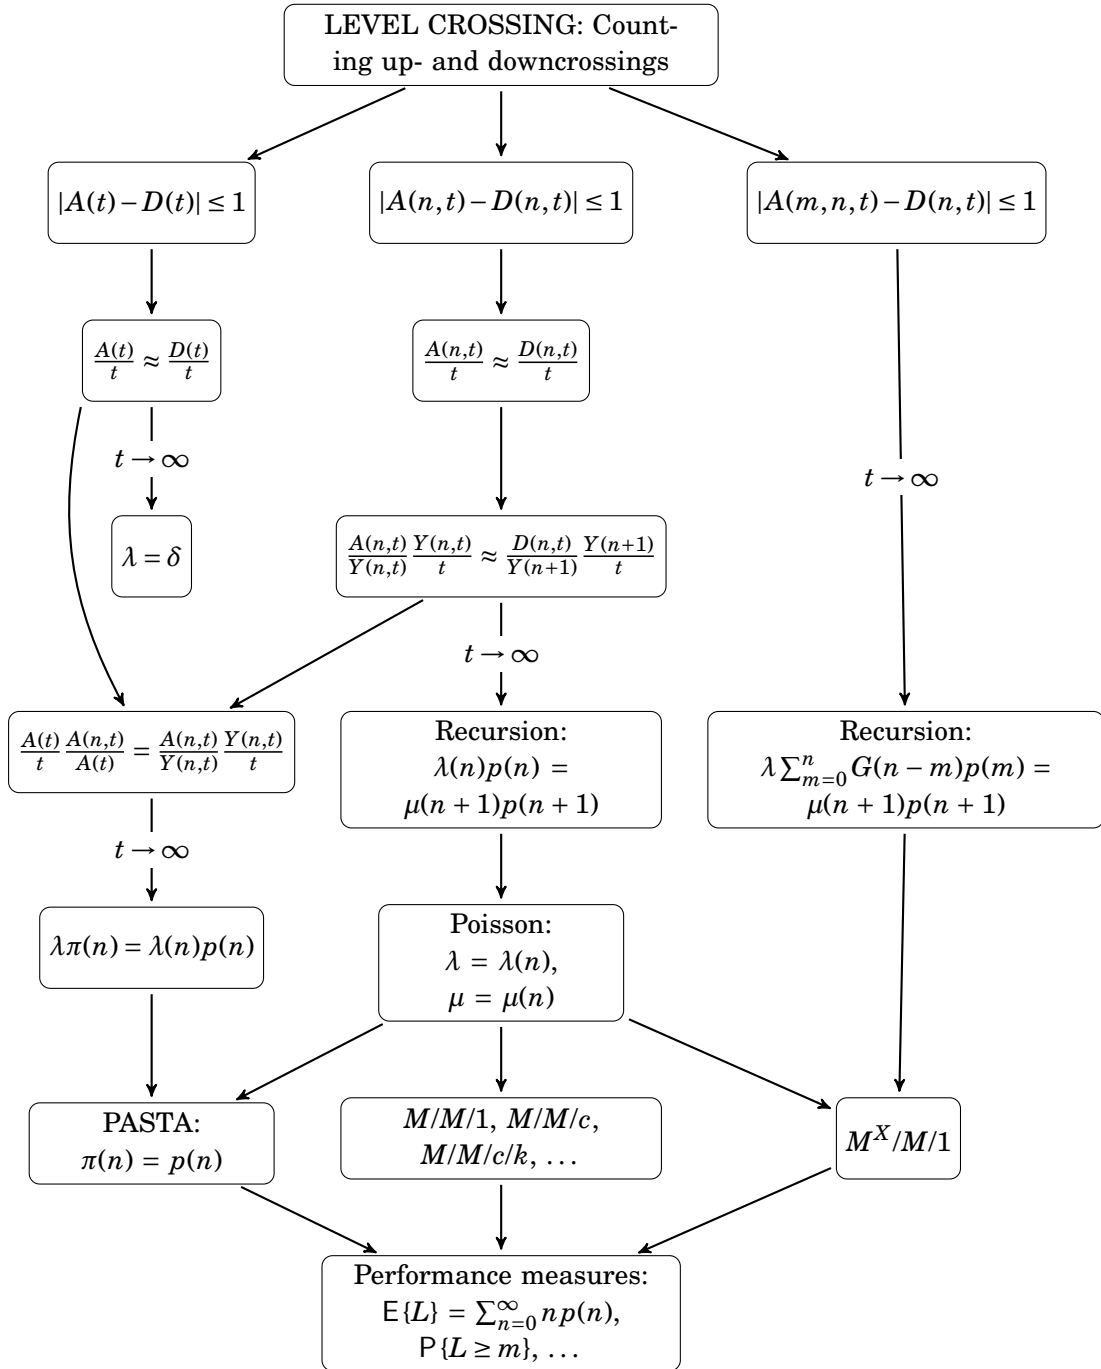 LEVEL CROSSING: Count-
ing up- and downcrossings
|A(t) − D(t)| ≤ 1
|A(n,t) − D(n,t)| ≤ 1
|A(m,n,t) − D(n,t)| ≤ 1
A(t)/t ≈ D(t)/t
A(n,t)/t ≈ D(n,t)/t
t → ∞
t → ∞
λ = δ
A(n,t)/Y(n,t) Y(n,t)/t ≈ D(n,t)/Y(n+1) Y(n+1)/t
t → ∞
A(t)/t A(n,t)/A(t) = A(n,t)/Y(n,t) Y(n,t)/t
Recursion:
λ(n)p(n) =
μ(n + 1)p(n + 1)
Recursion:
λ∑_{m=0}^{n} G(n − m)p(m) =
μ(n + 1)p(n + 1)
t → ∞
λπ(n) = λ(n)p(n)
Poisson:
λ = λ(n),
μ = μ(n)
PASTA:
π(n) = p(n)
M/M/1, M/M/c,
M/M/c/k, ...
M^X/M/1
Performance measures:
E{L} = ∑_{n=0}^{∞} np(n),
P{L ≥ m}, ...